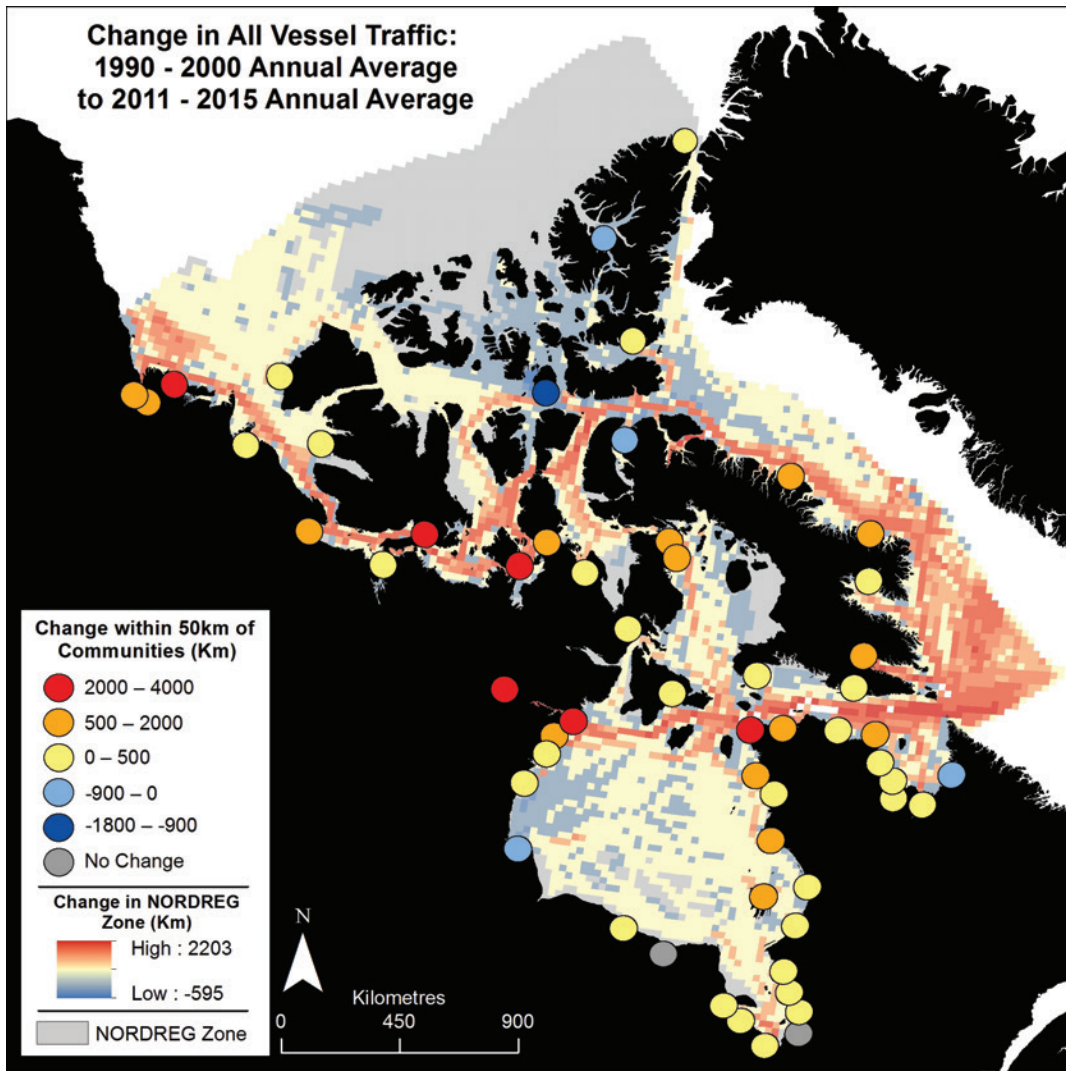 Change in All Vessel Traffic:
1990 - 2000 Annual Average
to 2011 - 2015 Annual Average
Change within 50km of
Communities (Km)
2000 – 4000
500 – 2000
0 – 500
-900 – 0
-1800 – -900
No Change
Change in NORDREG
Zone (Km)
High : 2203
Low : -595
NORDREG Zone
N
Kilometres
0 450 900